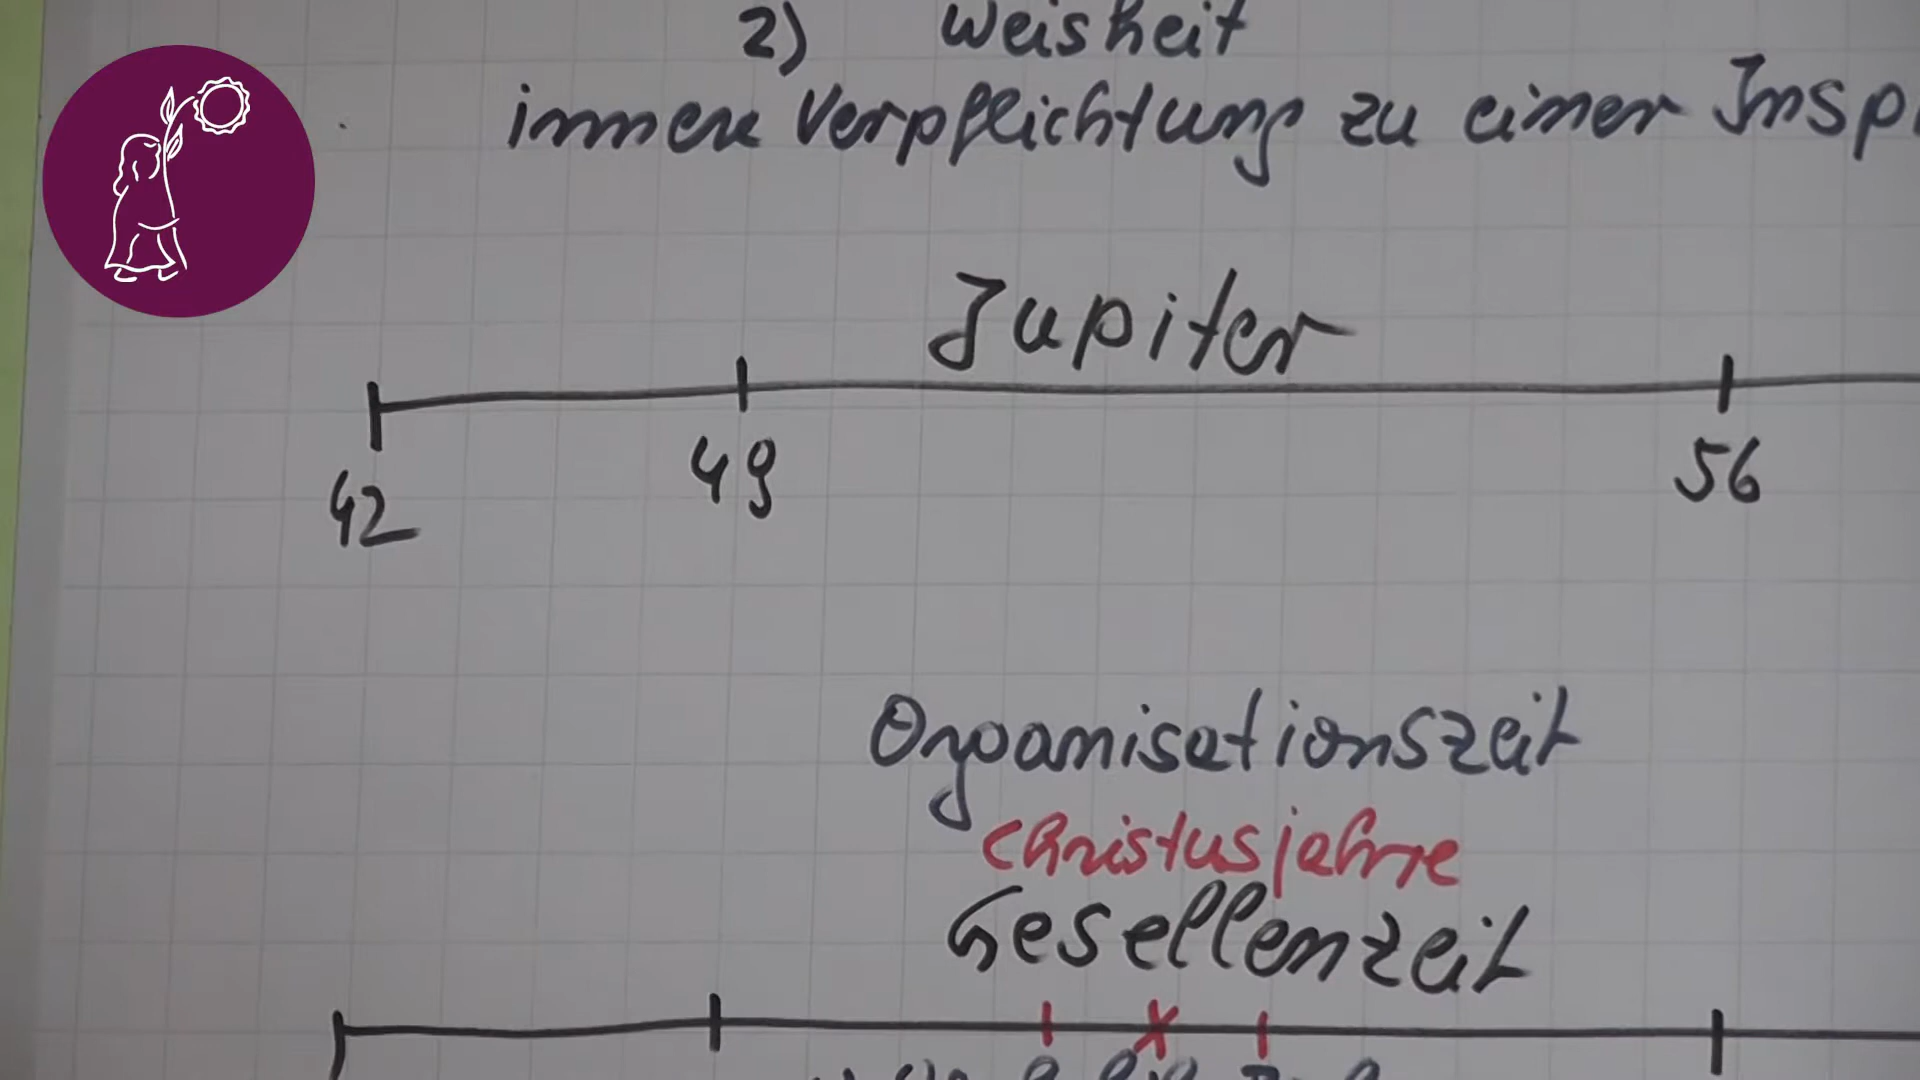 2) Weisheit
innere Verpflichtung zu einer
Jupiter
42 49 56
Organisationszeit
Christusjahre
Gesellenzeit